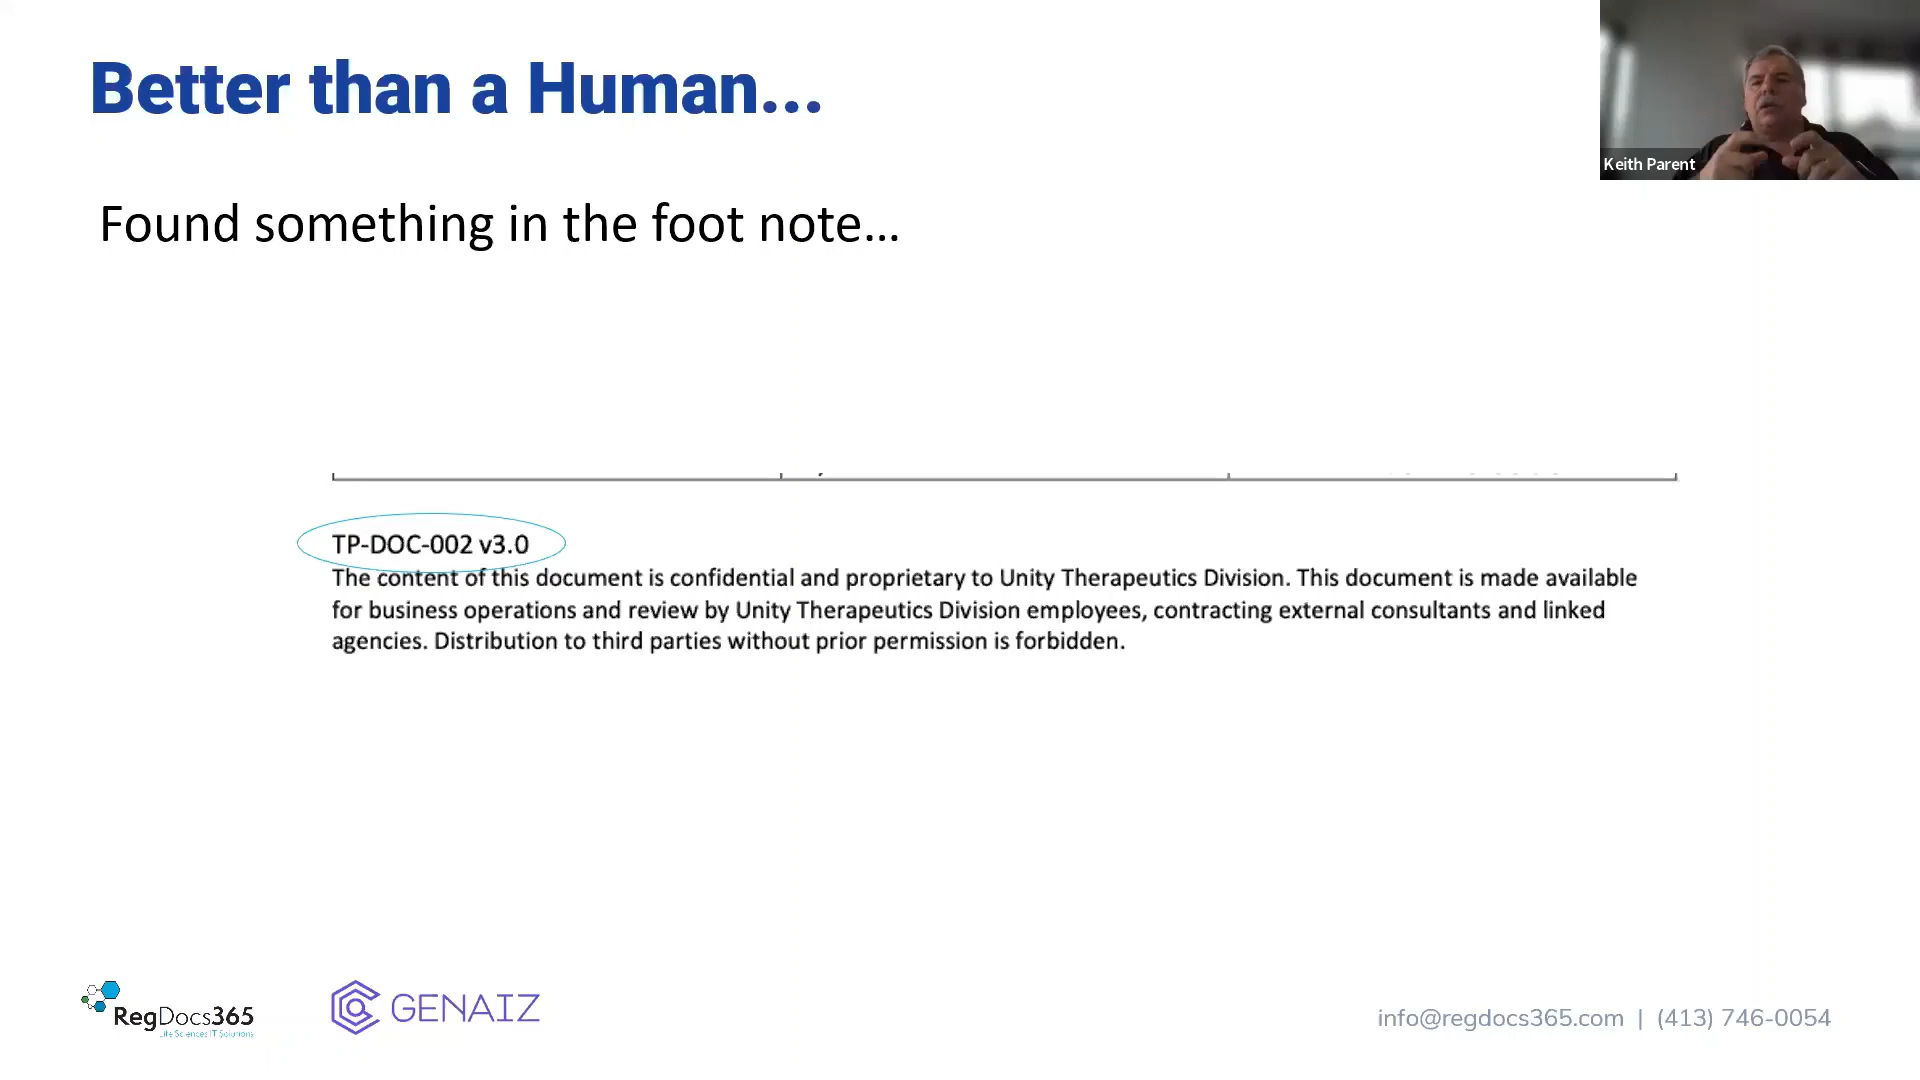 Better than a Human...
Keith Parent
Found something in the foot note...
TP-DOC-002 v3.0
The content of this document is confidential and proprietary to Unity Therapeutics Division. This document is made available
for business operations and review by Unity Therapeutics Division employees, contracting external consultants and linked
agencies. Distribution to third parties without prior permission is forbidden.
RegDocs365
Life Sciences IT Solutions
GENAIZ
info@regdocs365.com | (413) 746-0054